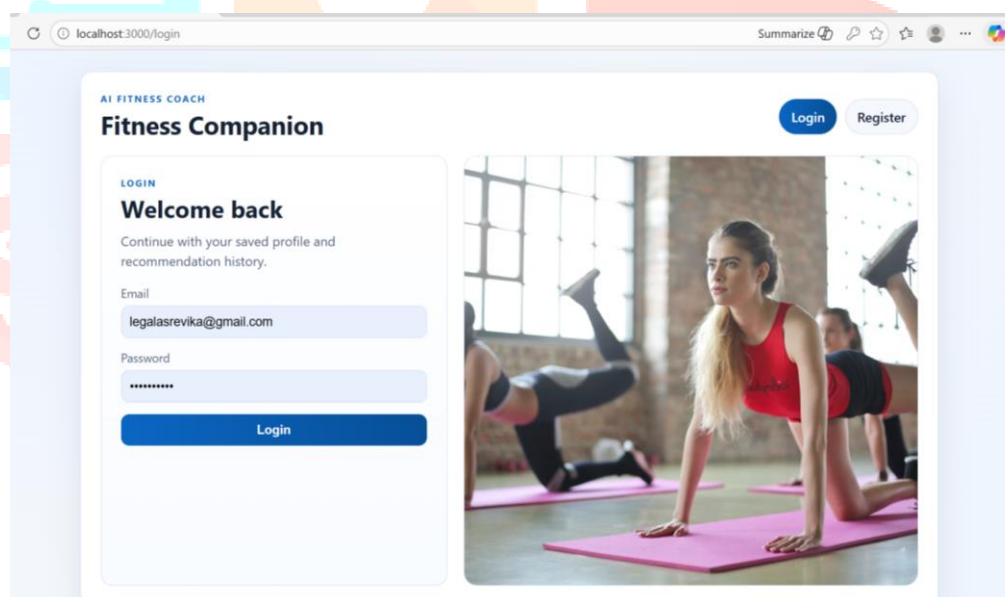 localhost:3000/login
Summarize
AI FITNESS COACH
Fitness Companion
Login
Register
LOGIN
Welcome back
Continue with your saved profile and
recommendation history.
Email
legalasrevika@gmail.com
Password
••••••••••
Login